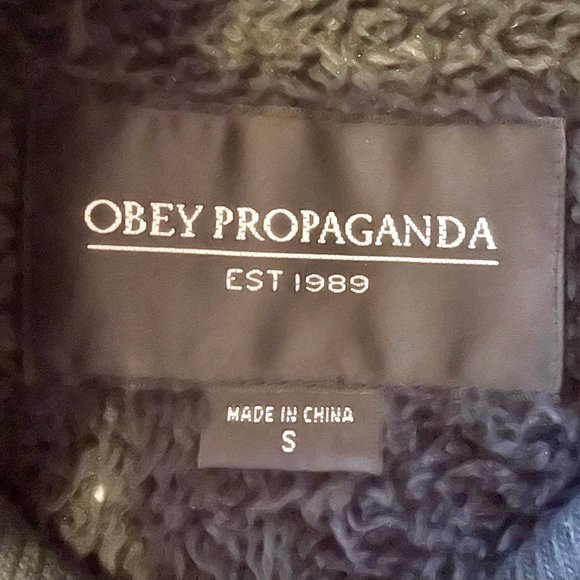 OBEY PROPAGANDA
EST 1989
MADE IN CHINA
S